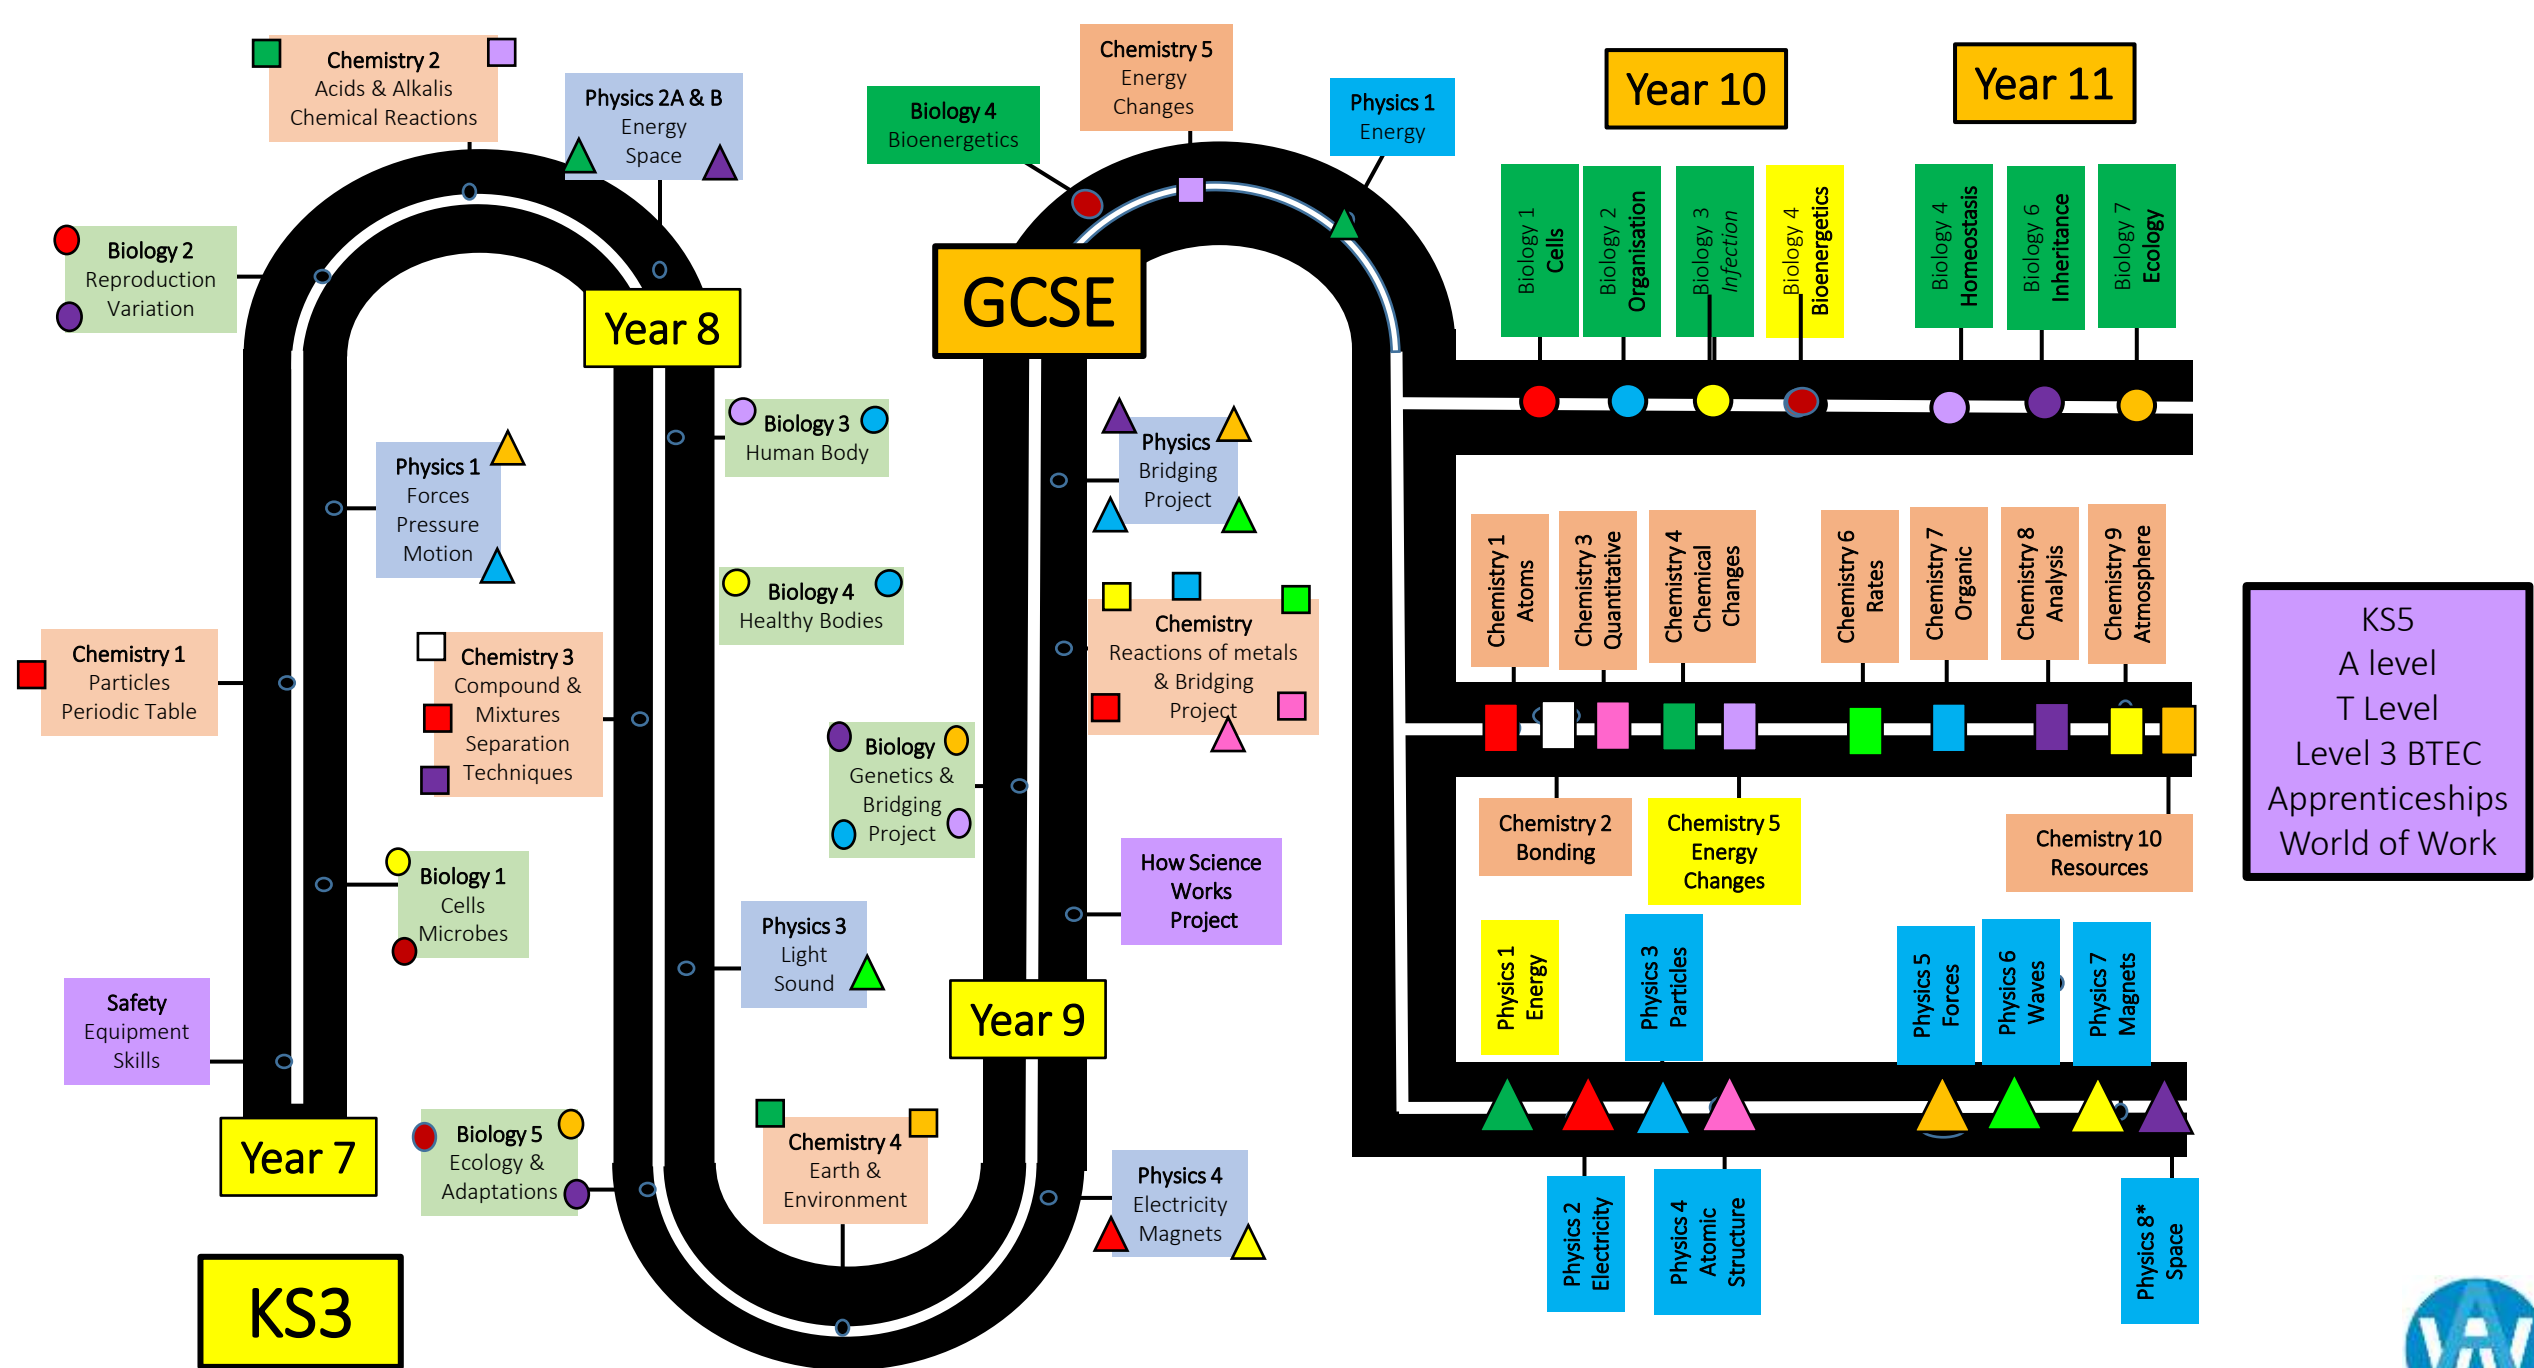 Chemistry 2
Acids & Alkalis
Chemical Reactions
Physics 2A & B
Energy
Space
Biology 2
Reproduction
Variation
Year 8
Physics 1
Forces
Pressure
Motion
Chemistry 1
Particles
Periodic Table
Chemistry 3
Compound &
Mixtures
Separation
Techniques
Biology 1
Cells
Microbes
Safety
Equipment
Skills
Year 7
KS3
Biology 3
Human Body
Biology 4
Healthy Bodies
Physics 3
Light
Sound
Biology 5
Ecology &
Adaptations
Chemistry 4
Earth &
Environment
Physics 4
Electricity
Magnets
Year 9
How Science
Works
Project
Biology
Genetics &
Bridging
Project
Chemistry
Reactions of metals
& Bridging
Project
Physics
Bridging
Project
GCSE
Biology 4
Bioenergetics
Chemistry 5
Energy
Changes
Physics 1
Energy
Year 10
Year 11
Biology 1
Cells
Biology 2
Organisation
Biology 3
Infection
Biology 4
Bioenergetics
Biology 4
Homeostasis
Biology 6
Inheritance
Biology 7
Ecology
Chemistry 1
Atoms
Chemistry 3
Quantitative
Chemistry 4
Chemical
Changes
Chemistry 6
Rates
Chemistry 7
Organic
Chemistry 8
Analysis
Chemistry 9
Atmosphere
Chemistry 2
Bonding
Chemistry 5
Energy
Changes
Chemistry 10
Resources
Physics 1
Energy
Physics 3
Particles
Physics 5
Forces
Physics 6
Waves
Physics 7
Magnets
Physics 2
Electricity
Physics 4
Atomic
Structure
Physics 8*
Space
KS5
A level
T Level
Level 3 BTEC
Apprenticeships
World of Work